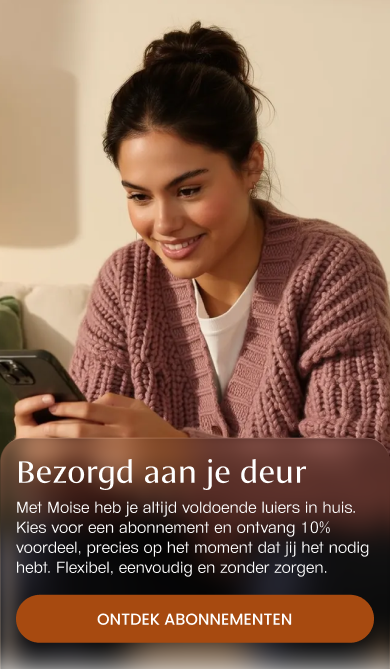 Bezorgd aan je deur
Met Moise heb je altijd voldoende luiers in huis.
Kies voor een abonnement en ontvang 10%
voordeel, precies op het moment dat jij het nodig
hebt. Flexibel, eenvoudig en zonder zorgen.
ONTDEK ABONNEMENTEN